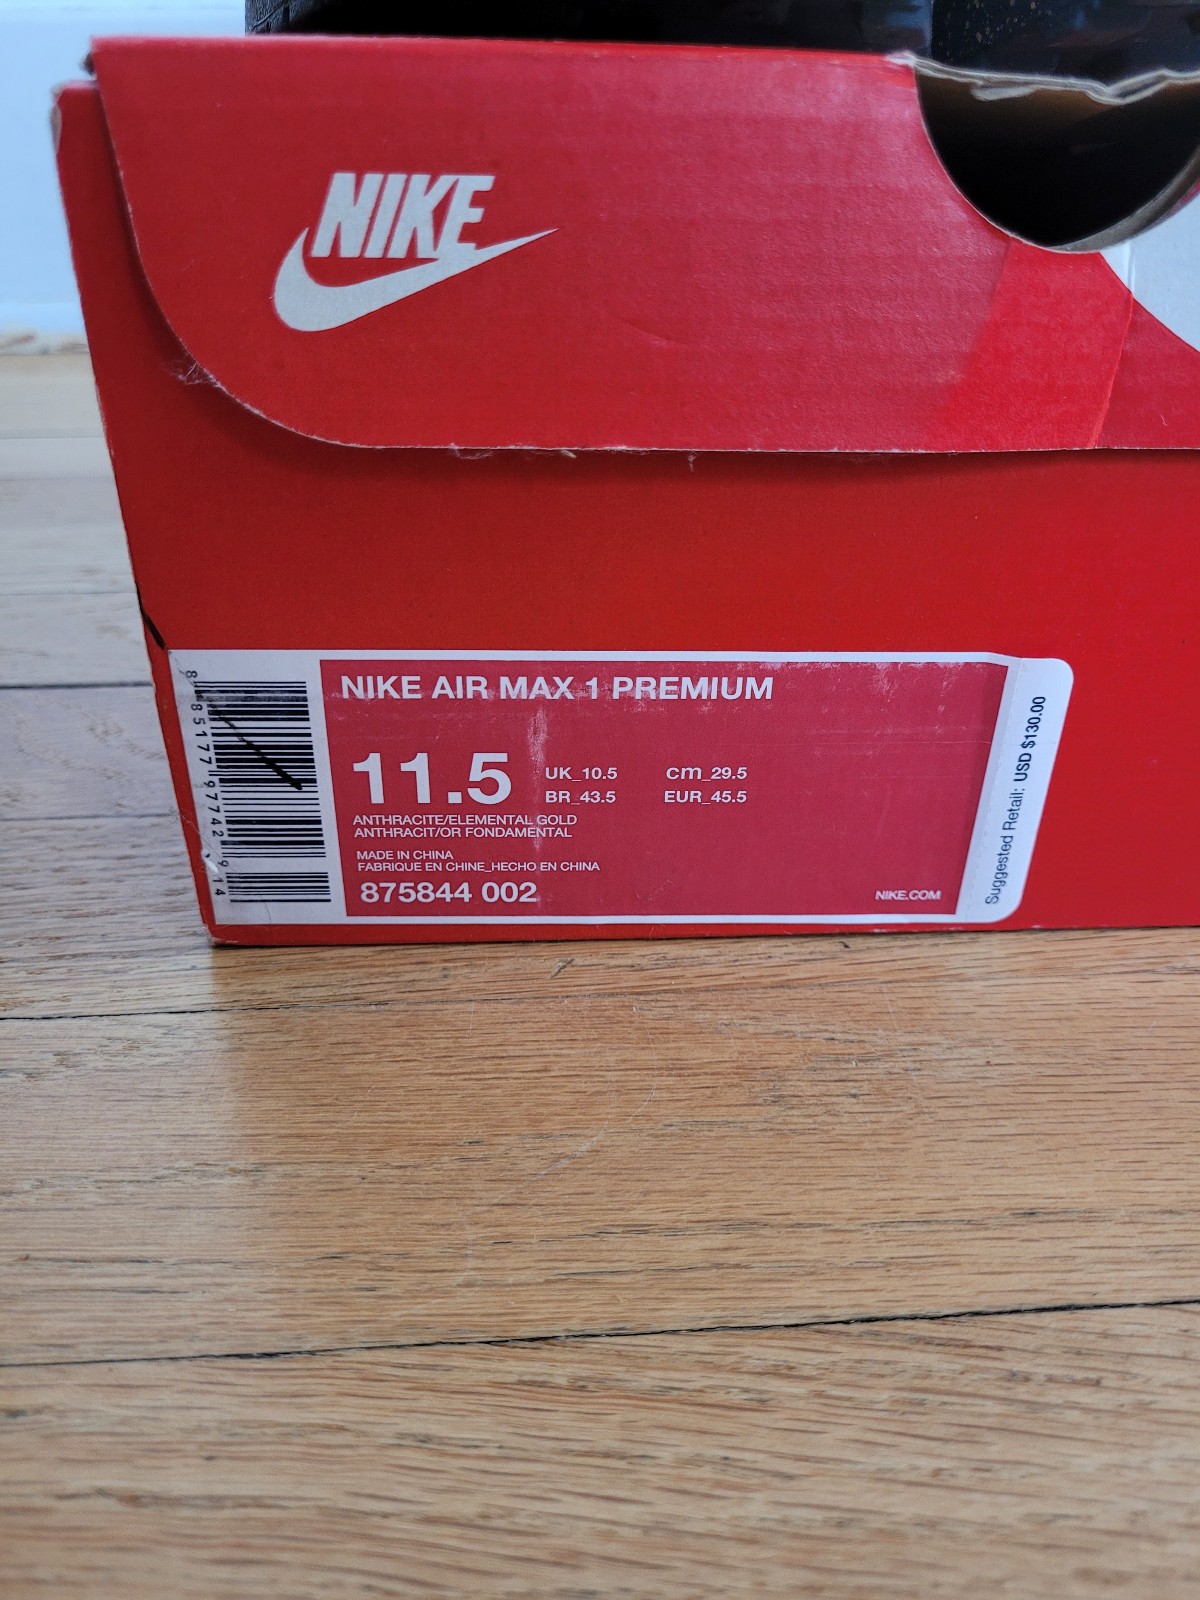 NIKE
NIKE AIR MAX 1 PREMIUM
11.5
UK_10.5 cm_29.5
BR_43.5 EUR_45.5
ANTHRACITE/ELEMENTAL GOLD
ANTHRACIT/OR FONDAMENTAL
MADE IN CHINA
FABRIQUE EN CHINE_HECHO EN CHINA
875844 002
NIKE.COM
Suggested Retail: USD $130.00